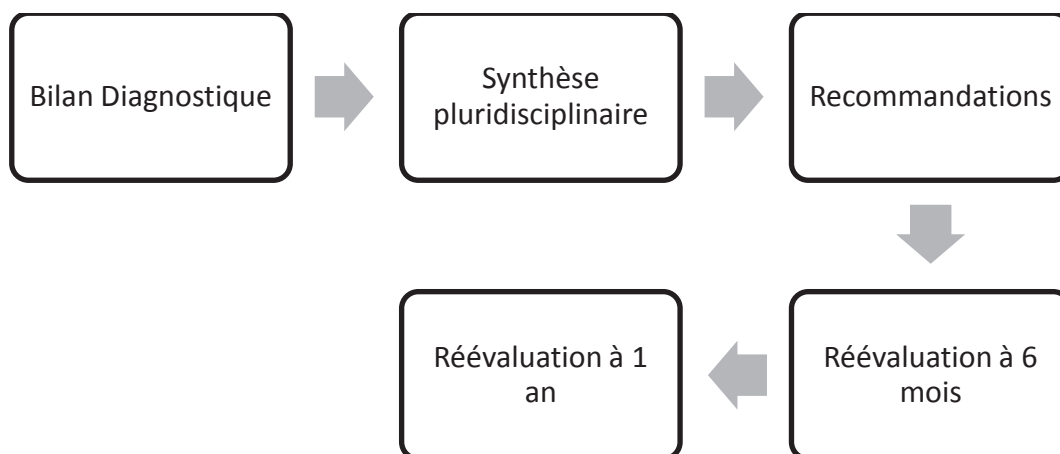 Bilan Diagnostique
Synthèse
pluridisciplinaire
Recommandations
Réévaluation à 6
mois
Réévaluation à 1
an